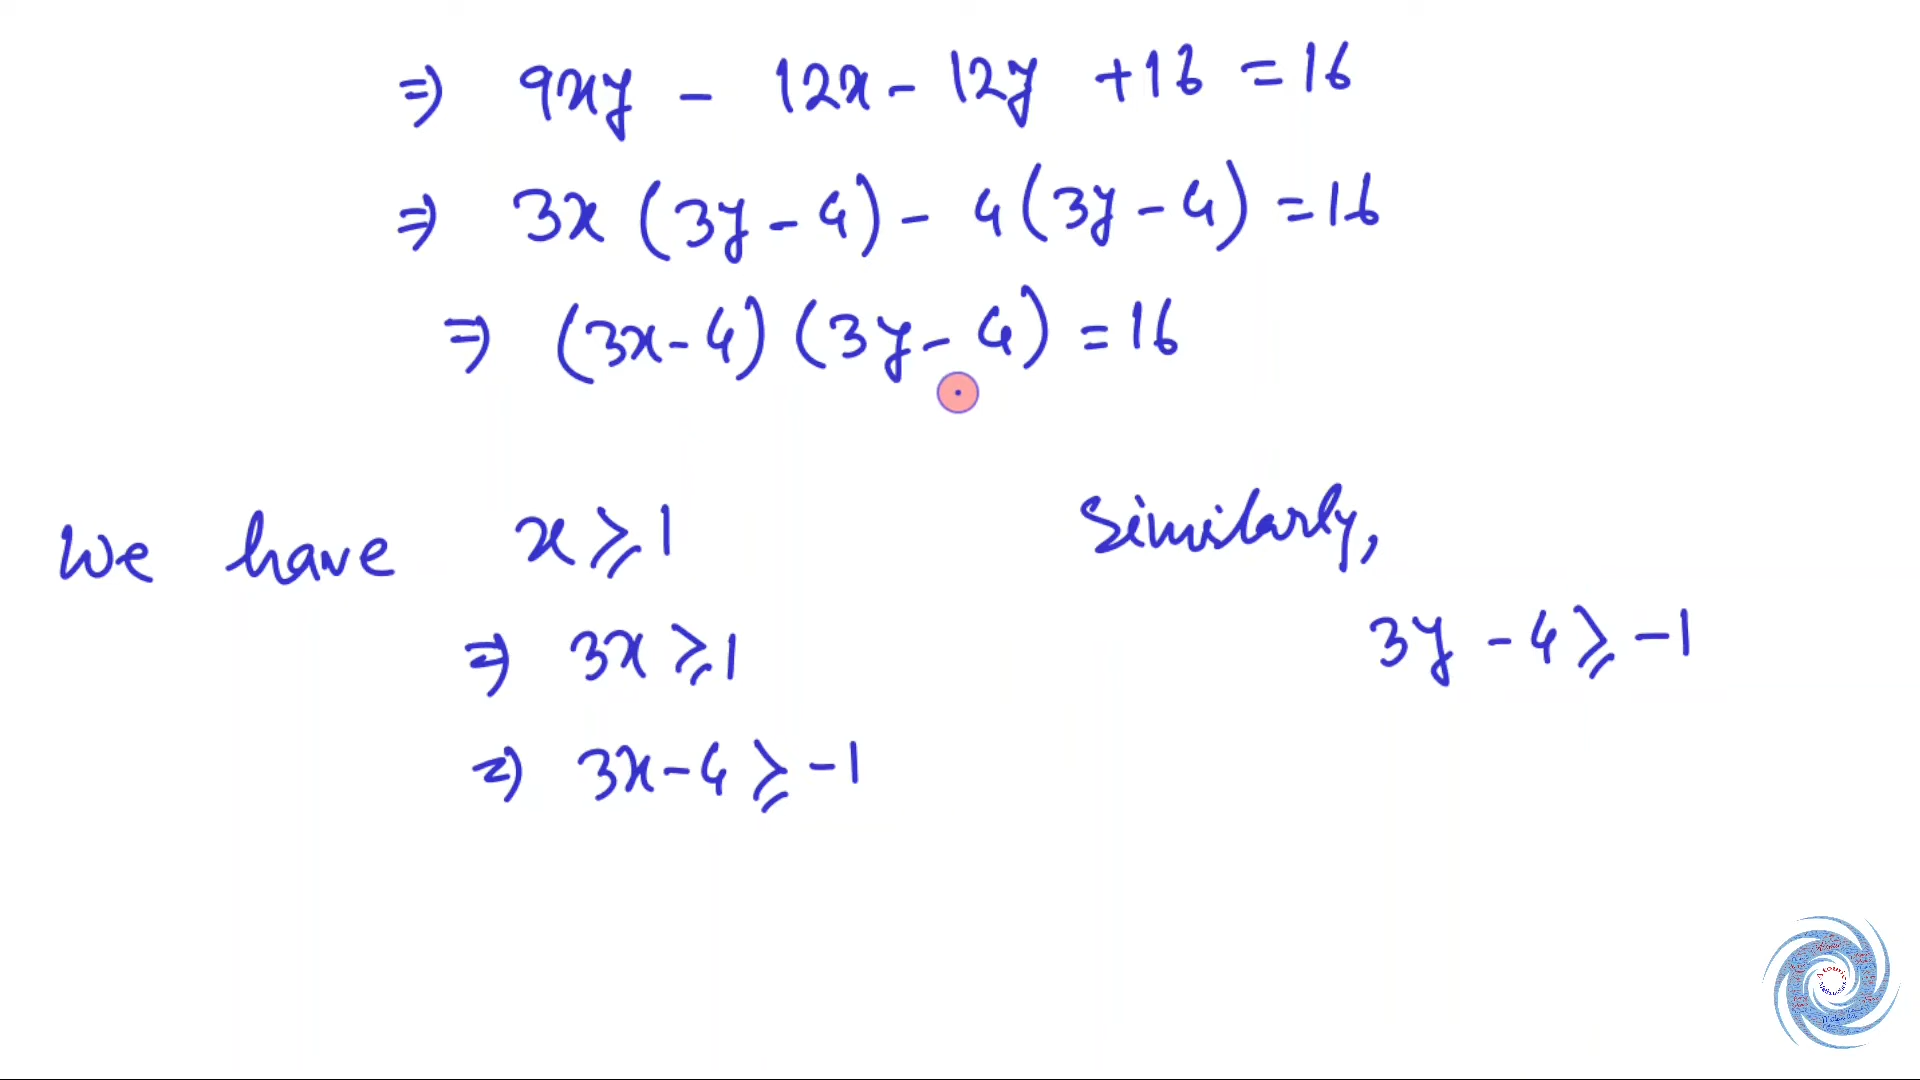 ⇒ 9xy - 12x - 12y + 16 = 16
⇒ 3x (3y - 4) - 4 (3y - 4) = 16
⇒ (3x - 4) (3y - 4) = 16
We have x ≥ 1
⇒ 3x ≥ 1
⇒ 3x - 4 ≥ -1
Similarly,
3y - 4 ≥ -1